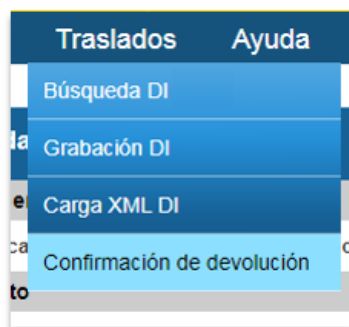 Traslados Ayuda
Búsqueda DI
Grabación DI
Carga XML DI
Confirmación de devolución